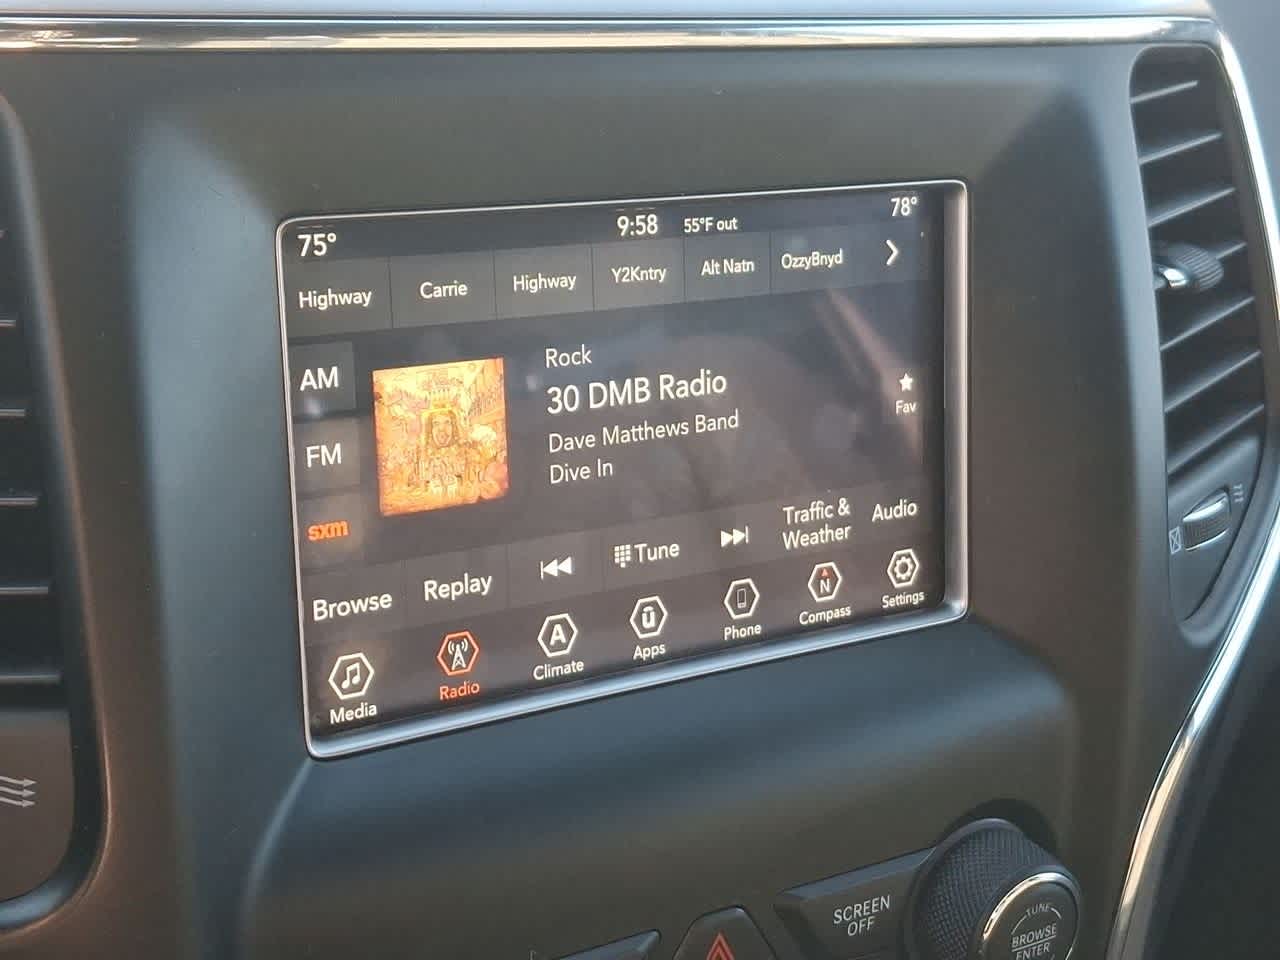 75°
9:58
55°F out
78°
Highway
Carrie
Highway
Y2Kntry
Alt Natn
OzzyBnyd
AM
FM
sxm
Rock
30 DMB Radio
Dave Matthews Band
Dive In
Fav
Browse
Replay
Tune
Traffic &
Weather
Audio
Media
Radio
A
Climate
ū
Apps
Phone
N
Compass
Settings
SCREEN
OFF
TUNE
BROWSE
ENTER